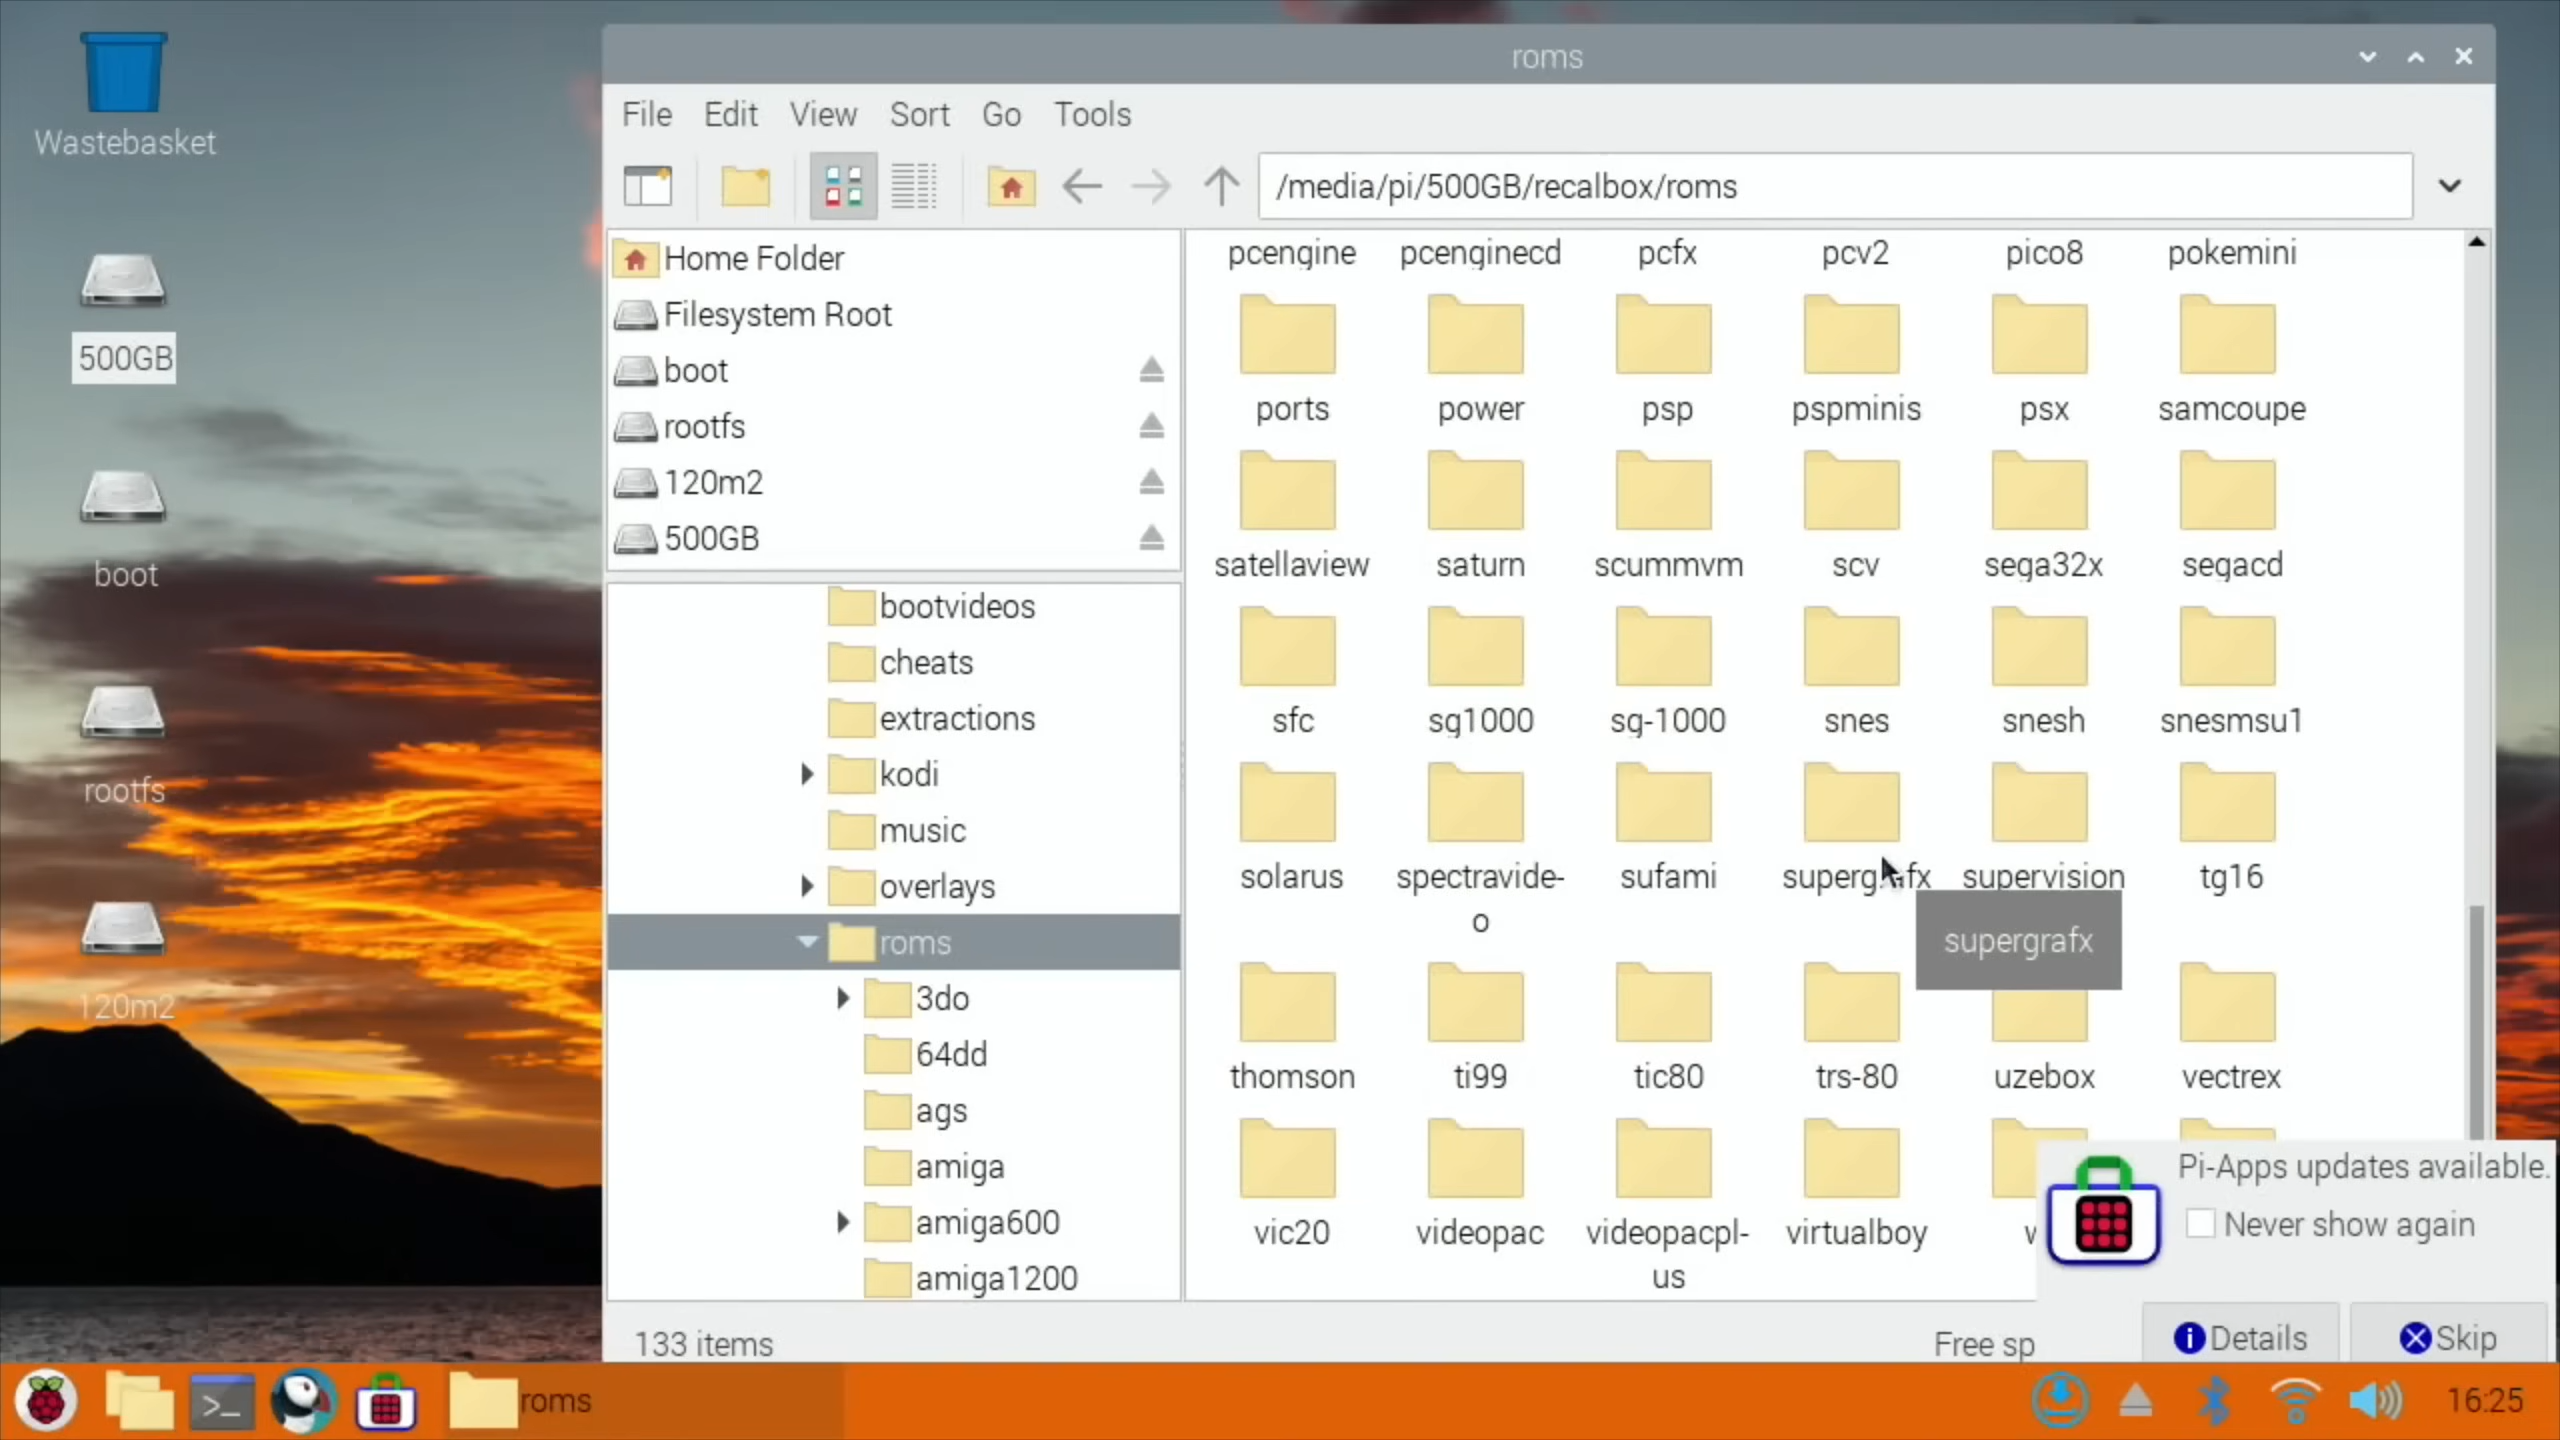 Wastebasket
500GB
boot
rootfs
120m2
roms
File Edit View Sort Go Tools
/media/pi/500GB/recalbox/roms
Home Folder
Filesystem Root
boot
rootfs
120m2
500GB
bootvideos
cheats
extractions
kodi
music
overlays
roms
3do
64dd
ags
amiga
amiga600
amiga1200
pcengine pcenginecd pcfx pcv2 pico8 pokemini
ports power psp pspminis psx samcoupe
satellaview saturn scummvm scv sega32x segacd
sfc sg1000 sg-1000 snes snesh snesmsu1
solarus spectravide-
o sufami supergrafx supervision tg16
supergrafx
thomson ti99 tic80 trs-80 uzebox vectrex
vic20 videopac videopacpl-
us virtualboy
Pi-Apps updates available.
Never show again
Details Skip
133 items
Free sp
roms
16:25